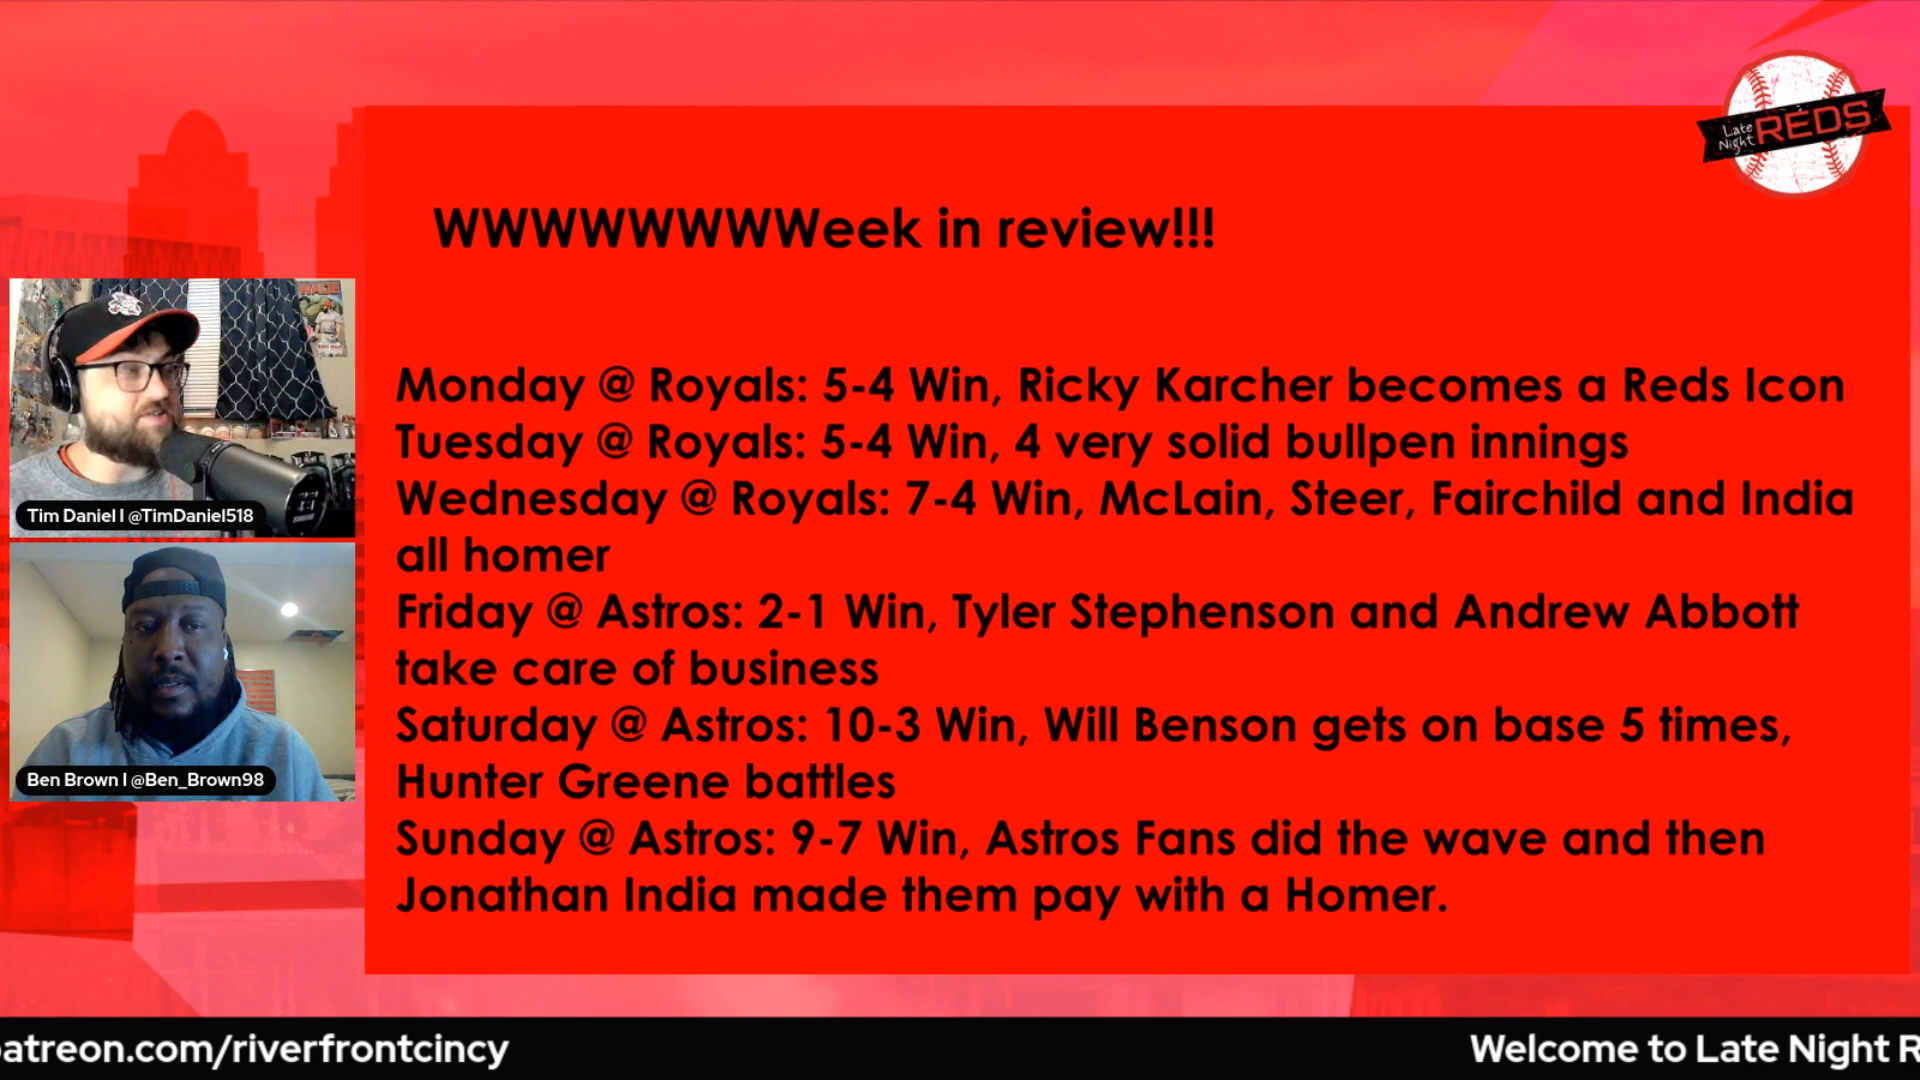 Late
Night REDS
WWWWWWWWeek in review!!!
Monday @ Royals: 5-4 Win, Ricky Karcher becomes a Reds Icon
Tuesday @ Royals: 5-4 Win, 4 very solid bullpen innings
Wednesday @ Royals: 7-4 Win, McLain, Steer, Fairchild and India
all homer
Friday @ Astros: 2-1 Win, Tyler Stephenson and Andrew Abbott
take care of business
Saturday @ Astros: 10-3 Win, Will Benson gets on base 5 times,
Hunter Greene battles
Sunday @ Astros: 9-7 Win, Astros Fans did the wave and then
Jonathan India made them pay with a Homer.
Tim Daniel I @TimDaniel518
Ben Brown I @Ben_Brown98
patreon.com/riverfrontcincy
Welcome to Late Night R